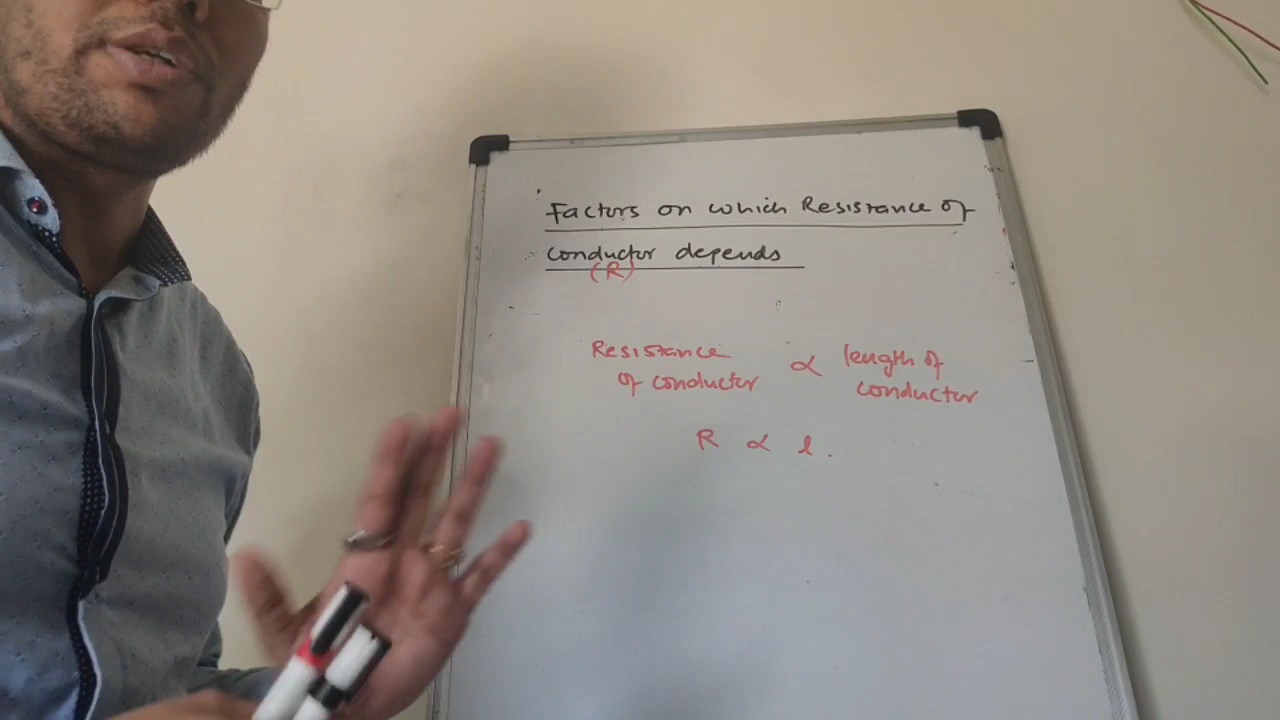 Factors on which Resistance of
conductor depends
(R)
Resistance
of conductor ∝ length of
conductor
R ∝ l.